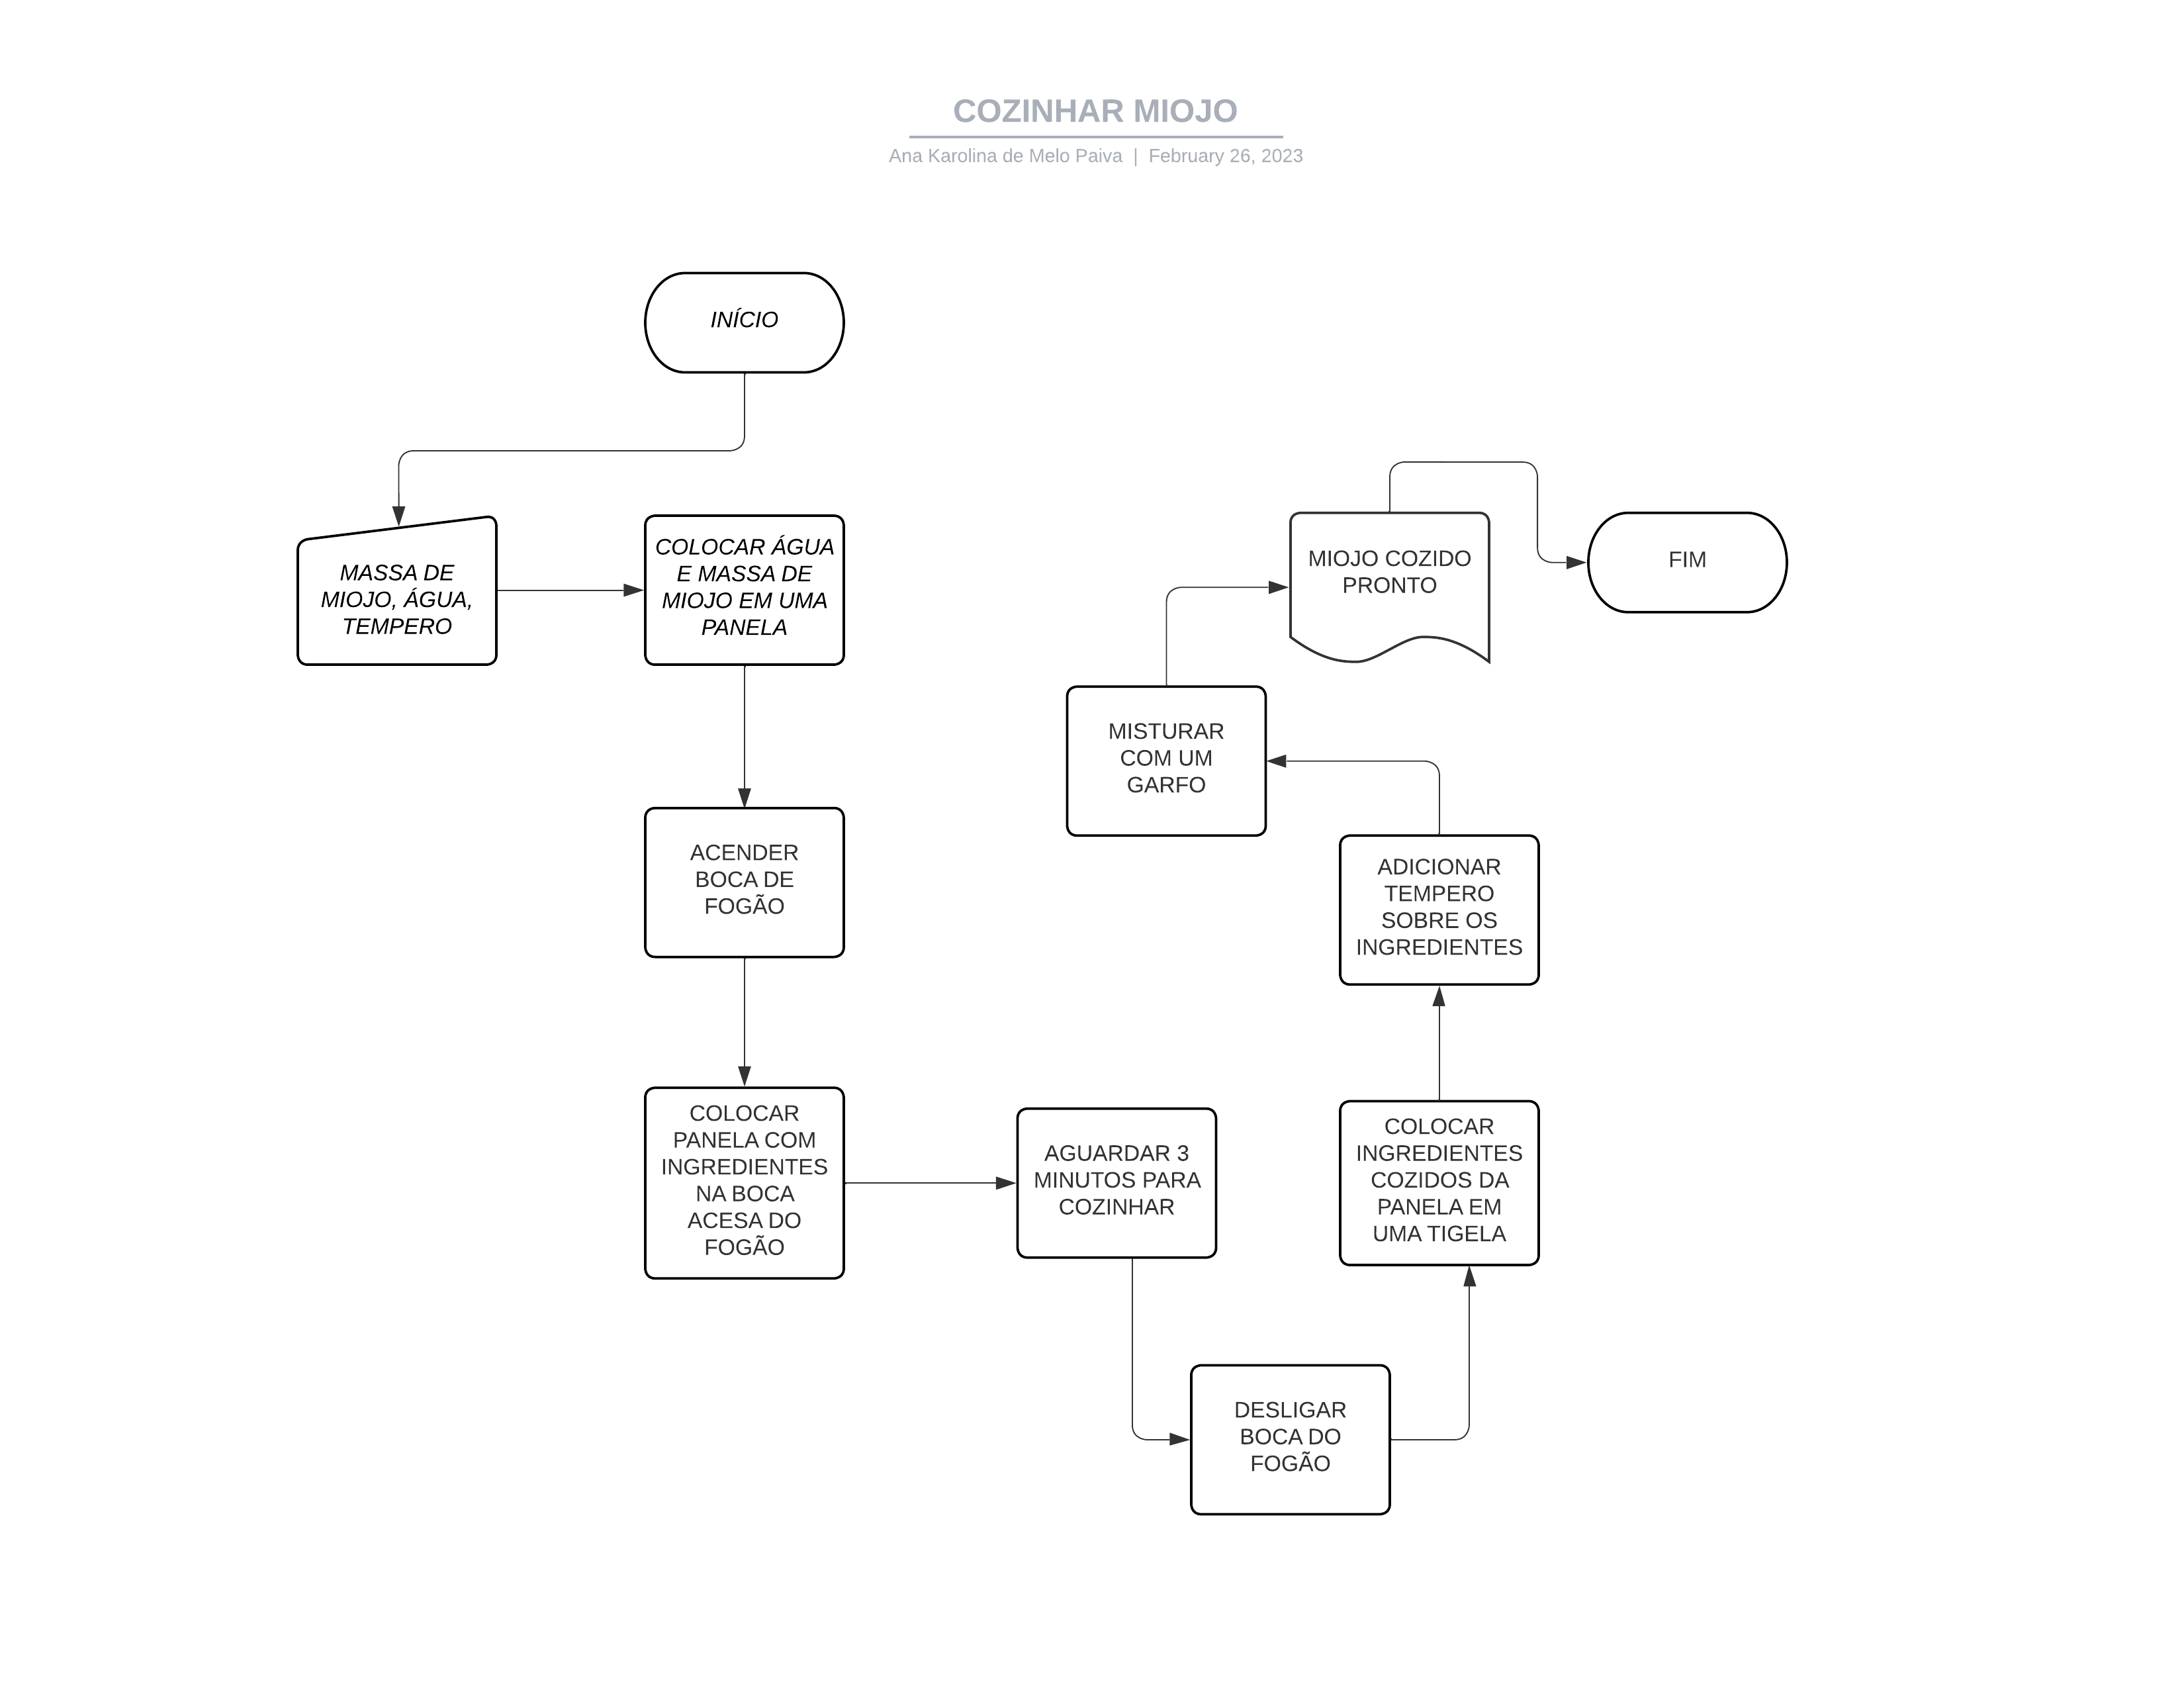 COZINHAR MIOJO
Ana Karolina de Melo Paiva | February 26, 2023
INÍCIO
MASSA DE
MIOJO, ÁGUA,
TEMPERO
COLOCAR ÁGUA
E MASSA DE
MIOJO EM UMA
PANELA
ACENDER
BOCA DE
FOGÃO
COLOCAR
PANELA COM
INGREDIENTES
NA BOCA
ACESA DO
FOGÃO
AGUARDAR 3
MINUTOS PARA
COZINHAR
DESLIGAR
BOCA DO
FOGÃO
COLOCAR
INGREDIENTES
COZIDOS DA
PANELA EM
UMA TIGELA
ADICIONAR
TEMPERO
SOBRE OS
INGREDIENTES
MISTURAR
COM UM
GARFO
MIOJO COZIDO
PRONTO
FIM